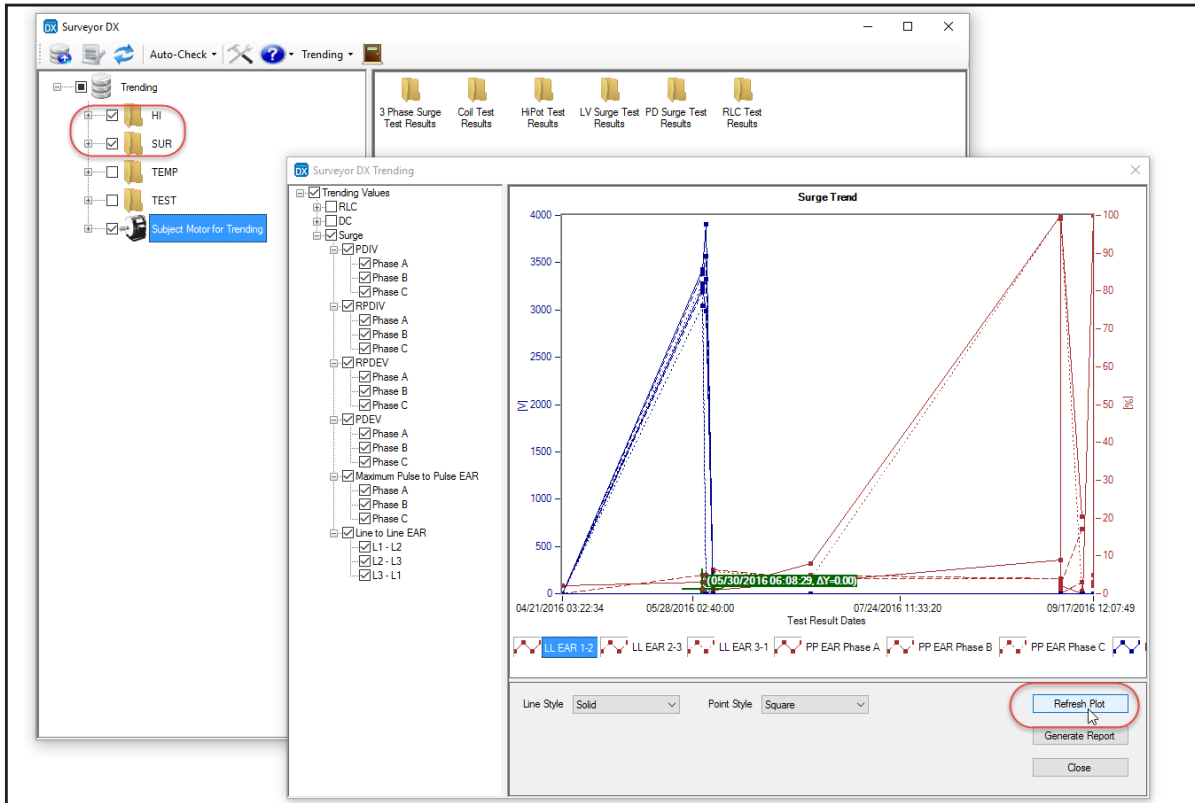 DX Surveyor DX
Auto-Check Trending
Trending
HI
SUR
TEMP
TEST
Subject Motor for Trending
3 Phase Surge Test Results
Coil Test Results
HiPot Test Results
LV Surge Test Results
PD Surge Test Results
RLC Test Results
DX Surveyor DX Trending
Trending Values
RLC
DC
Surge
PDIV
Phase A
Phase B
Phase C
RPDIV
Phase A
Phase B
Phase C
RPDEV
Phase A
Phase B
Phase C
PDEV
Phase A
Phase B
Phase C
Maximum Pulse to Pulse EAR
Phase A
Phase B
Phase C
Line to Line EAR
L1 - L2
L2 - L3
L3 - L1
Surge Trend
4000
3500
3000
2500
2000
1500
1000
500
0
[V]
100
90
80
70
60
50
40
30
20
10
0
[%]
(05/30/2016 06:08:29, ΔY=0.00)
04/21/2016 03:22:34 05/28/2016 02:40:00 07/24/2016 11:33:20 09/17/2016 12:07:49
Test Result Dates
LL EAR 1-2 LL EAR 2-3 LL EAR 3-1 PP EAR Phase A PP EAR Phase B PP EAR Phase C
Line Style Solid Point Style Square Refresh Plot
Generate Report
Close